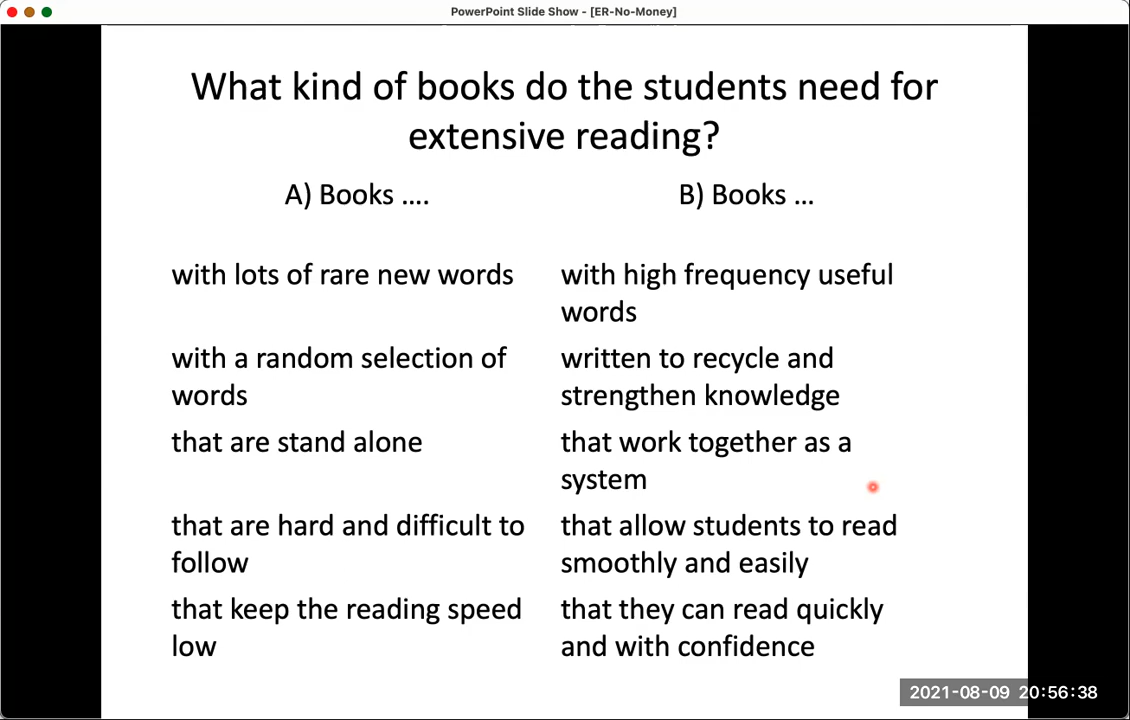 PowerPoint Slide Show - [ER-No-Money]
What kind of books do the students need for
extensive reading?
A) Books ....
B) Books ...
with lots of rare new words
with high frequency useful
words
with a random selection of
words
written to recycle and
strengthen knowledge
that are stand alone
that work together as a
system
that are hard and difficult to
follow
that allow students to read
smoothly and easily
that keep the reading speed
low
that they can read quickly
and with confidence
2021-08-09 20:56:38